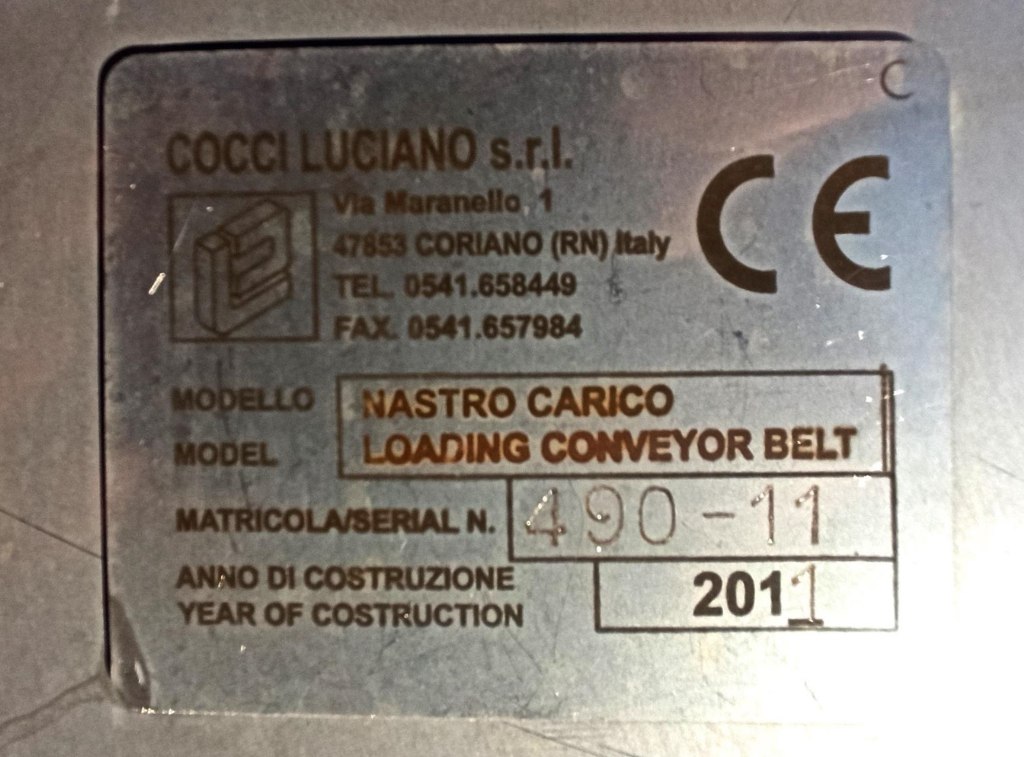 COCCI LUCIANO s.r.l.
Via Maranello, 1
47853 CORIANO (RN) Italy
TEL. 0541.658449
FAX. 0541.657984
CE
MODELLO NASTRO CARICO
MODEL LOADING CONVEYOR BELT
MATRICOLA/SERIAL N. 490-11
ANNO DI COSTRUZIONE
YEAR OF COSTRUCTION 2011